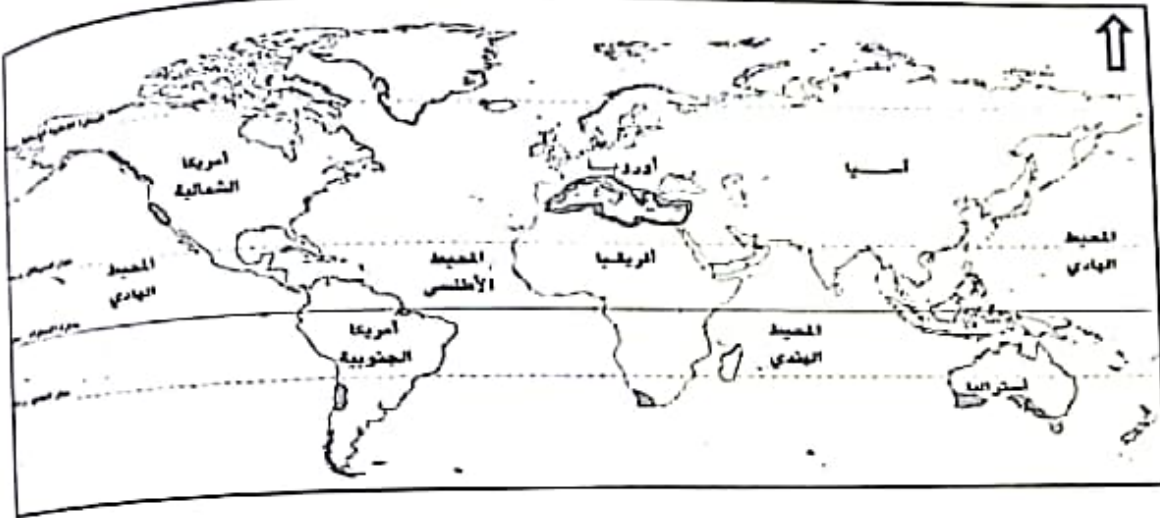 أمريكا
الشمالية
أوروبا
آسيا
المحيط
الهادي
المحيط
الأطلسي
أفريقيا
المحيط
الهادي
أمريكا
الجنوبية
المحيط
الهندي
أستراليا